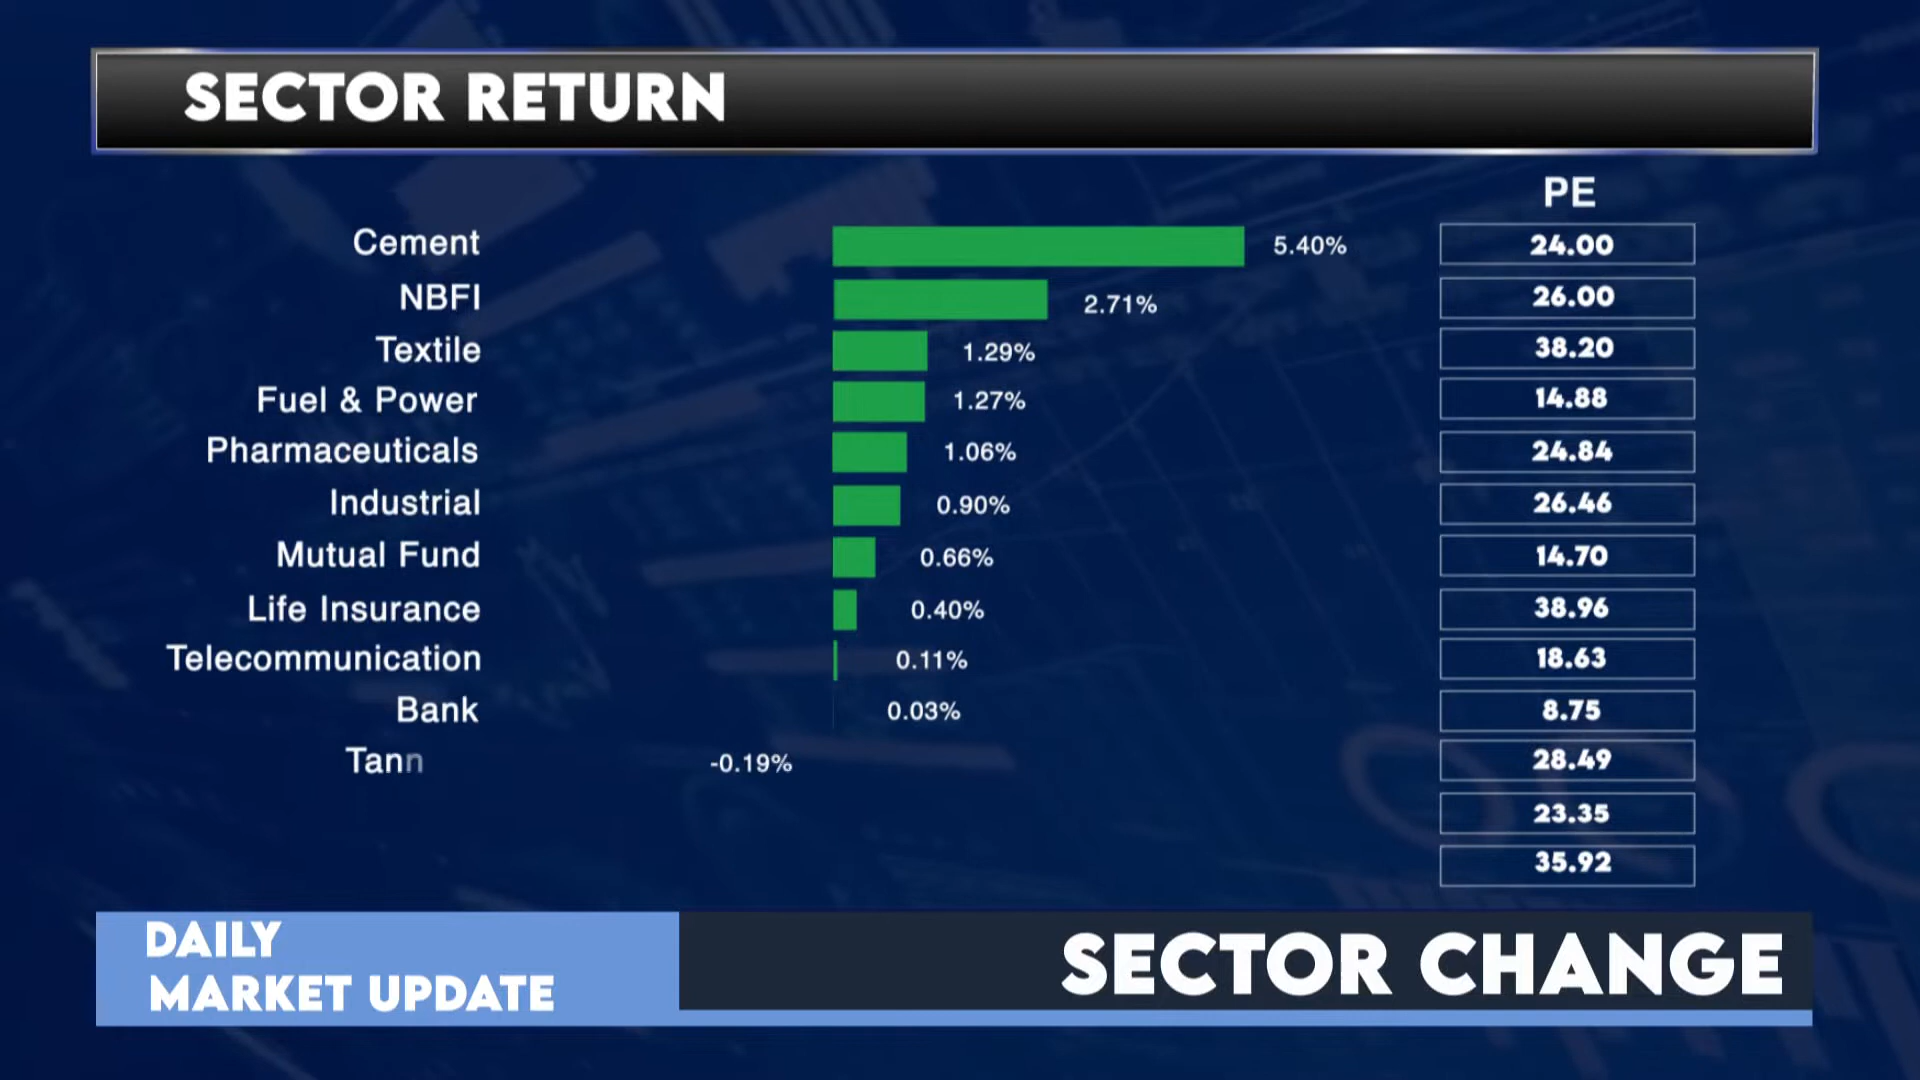 SECTOR RETURN
PE
Cement 5.40% 24.00
NBFI 2.71% 26.00
Textile 1.29% 38.20
Fuel & Power 1.27% 14.88
Pharmaceuticals 1.06% 24.84
Industrial 0.90% 26.46
Mutual Fund 0.66% 14.70
Life Insurance 0.40% 38.96
Telecommunication 0.11% 18.63
Bank 0.03% 8.75
Tann -0.19% 28.49
23.35
35.92
DAILY
MARKET UPDATE
SECTOR CHANGE